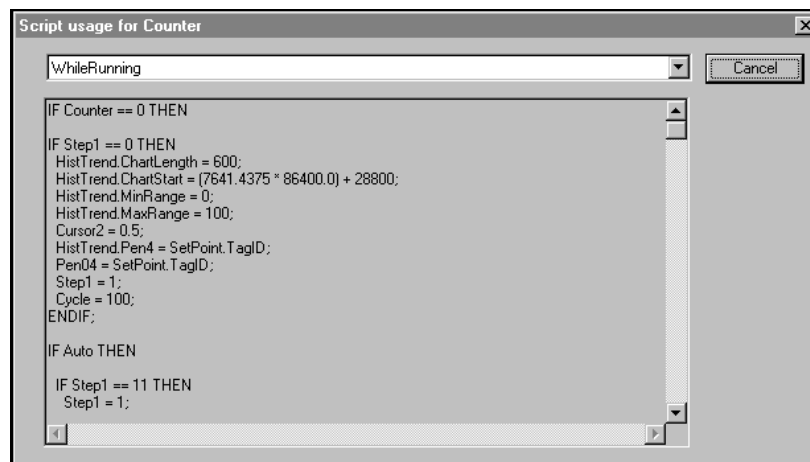 Script usage for Counter
WhileRunning
Cancel
IF Counter == 0 THEN
IF Step1 == 0 THEN
HistTrend.ChartLength = 600;
HistTrend.ChartStart = (7641.4375 * 86400.0) + 28800;
HistTrend.MinRange = 0;
HistTrend.MaxRange = 100;
Cursor2 = 0.5;
HistTrend.Pen4 = SetPoint.TagID;
Pen04 = SetPoint.TagID;
Step1 = 1;
Cycle = 100;
ENDIF;
IF Auto THEN
IF Step1 == 11 THEN
Step1 = 1;